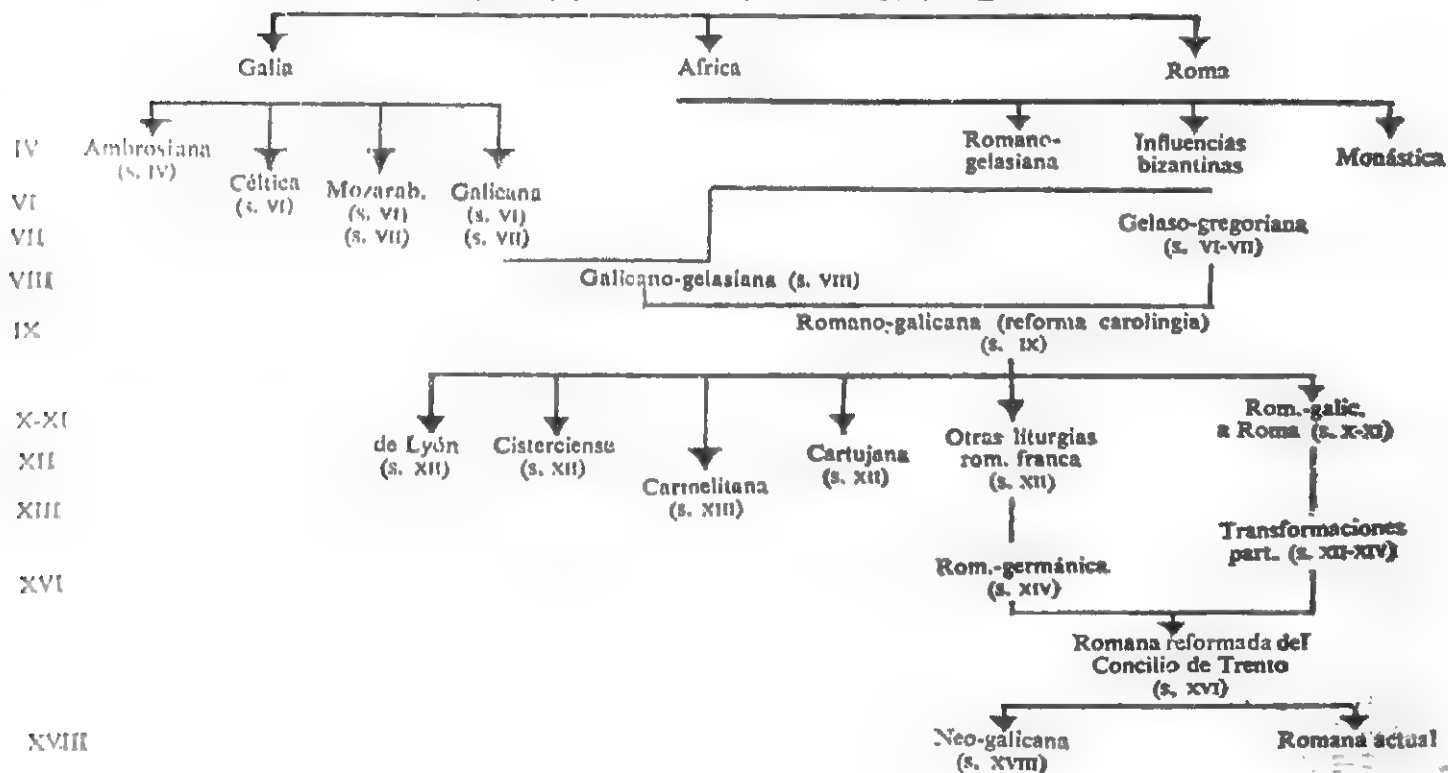 Galia
Africa
Roma
IV
Ambrosiana
(s. IV)
Céltica
(s. VI)
Mozarab.
(s. VI)
(s. VII)
Galicana
(s. VI)
(s. VII)
Romano-
gelasiana
Influencias
bizantinas
Monástica
VI
VII
Gelaso-gregoriana
(s. VI-VII)
VIII
Galicano-gelasiana (s. VIII)
IX
Romano-galicana (reforma carolingia)
(s. IX)
X-XI
de Lyón
(s. XII)
Cisterciense
(s. XII)
Carmelitana
(s. XIII)
Cartujana
(s. XII)
Otras liturgias
rom. franca
(s. XII)
Rom.-galic.
a Roma (s. X-XI)
XII
XIII
Transformaciones
part. (s. XII-XIV)
XVI
Rom.-germánica
(s. XIV)
Romana reformada del
Concilio de Trento
(s. XVI)
XVIII
Neo-galicana
(s. XVIII)
Romana actual